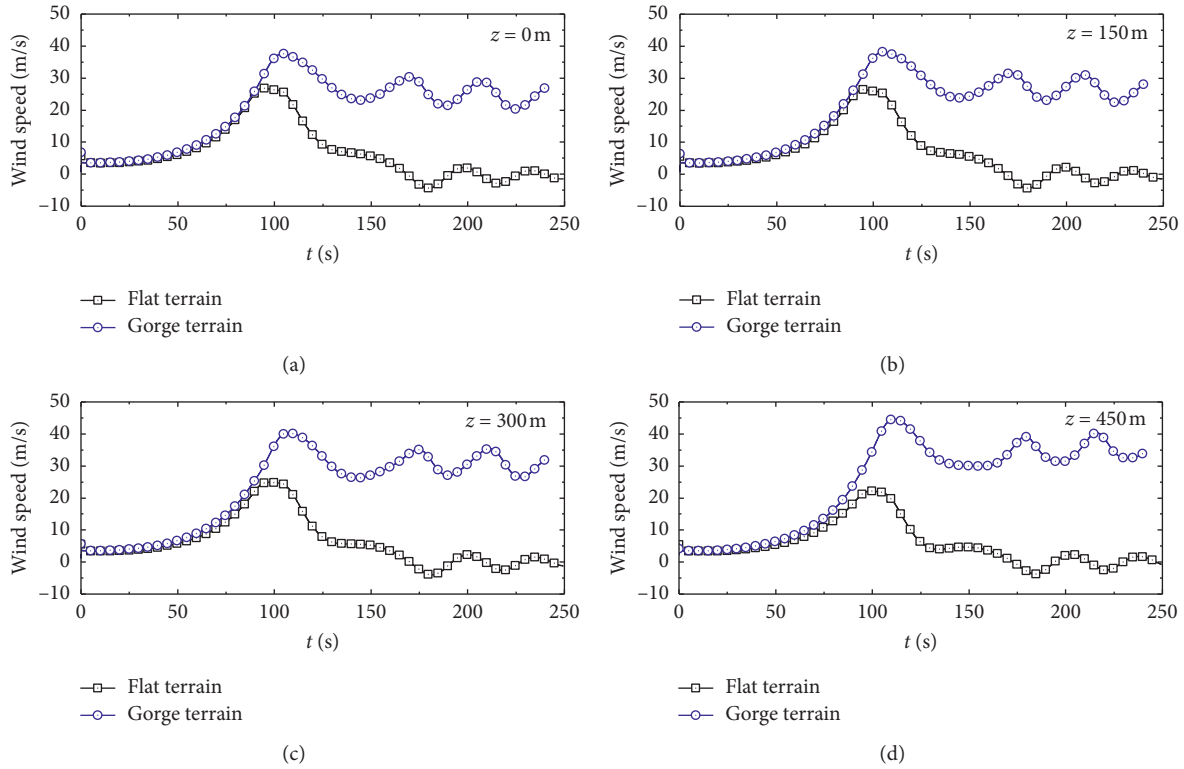 50
40
30
20
10
0
−10
Wind speed (m/s)
z = 0 m
0 50 100 150 200 250
t (s)
Flat terrain
Gorge terrain
(a)
50
40
30
20
10
0
−10
Wind speed (m/s)
z = 150 m
0 50 100 150 200 250
t (s)
Flat terrain
Gorge terrain
(b)
50
40
30
20
10
0
−10
Wind speed (m/s)
z = 300 m
0 50 100 150 200 250
t (s)
Flat terrain
Gorge terrain
(c)
50
40
30
20
10
0
−10
Wind speed (m/s)
z = 450 m
0 50 100 150 200 250
t (s)
Flat terrain
Gorge terrain
(d)